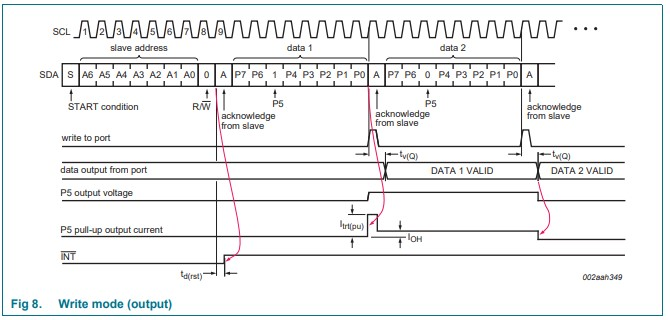 SCL 1 2 3 4 5 6 7 8 9
slave address data 1 data 2
SDA S A6 A5 A4 A3 A2 A1 A0 0 A P7 P6 1 P4 P3 P2 P1 P0 A P7 P6 0 P4 P3 P2 P1 P0 A
START condition R/W P5 P5
acknowledge from slave
acknowledge from slave
acknowledge from slave
write to port
tv(Q) tv(Q)
data output from port DATA 1 VALID DATA 2 VALID
P5 output voltage
Itrt(pu)
P5 pull-up output current IOH
INT
td(rst)
002aah349
Fig 8. Write mode (output)